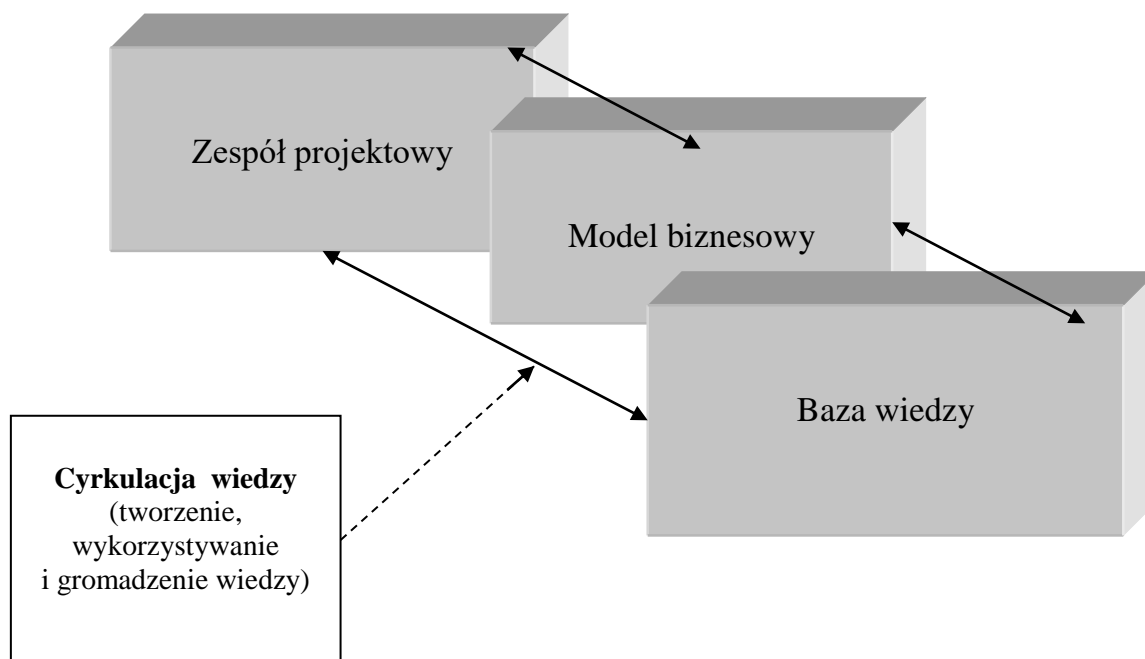 Zespół projektowy
Model biznesowy
Baza wiedzy
Cyrkulacja wiedzy
(tworzenie,
wykorzystywanie
i gromadzenie wiedzy)